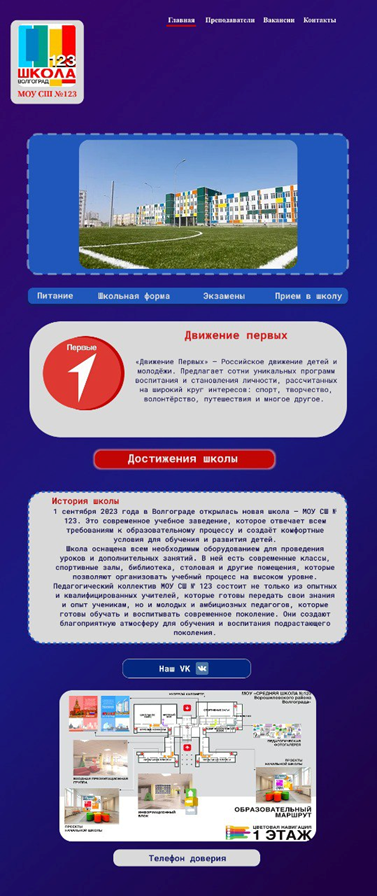 Главная Преподаватели Вакансии Контакты
123
ШКОЛА
ВОЛГОГРАД
МОУ СШ №123
Питание Школьная форма Экзамены Прием в школу
Движение первых
Первые
«Движение Первых» – Российское движение детей и
молодёжи. Предлагает сотни уникальных программ
воспитания и становления личности, рассчитанных
на широкий круг интересов: спорт, творчество,
волонтёрство, путешествия и многое другое.
Достижения школы
История школы
1 сентября 2023 года в Волгограде открылась новая школа – МОУ СШ №
123. Это современное учебное заведение, которое отвечает всем
требованиям к образовательному процессу и создаёт комфортные
условия для обучения и развития детей.
Школа оснащена всем необходимым оборудованием для проведения
уроков и дополнительных занятий. В ней есть современные классы,
спортивные залы, библиотека, столовая и другие помещения, которые
позволяют организовать учебный процесс на высоком уровне.
Педагогический коллектив МОУ СШ № 123 состоит не только из опытных
и квалифицированных учителей, которые готовы передать свои знания
и опыт ученикам, но и молодых и амбициозных педагогов, которые
готовы обучать и воспитывать современное поколение. Они создают
благоприятную атмосферу для обучения и воспитания подрастающего
поколения.
Наш VK
Ворошиловского района
Волгограда»
ОБРАЗОВАТЕЛЬНЫЙ
МАРШРУТ
ЦВЕТОВАЯ НАВИГАЦИЯ
1 ЭТАЖ
Телефон доверия